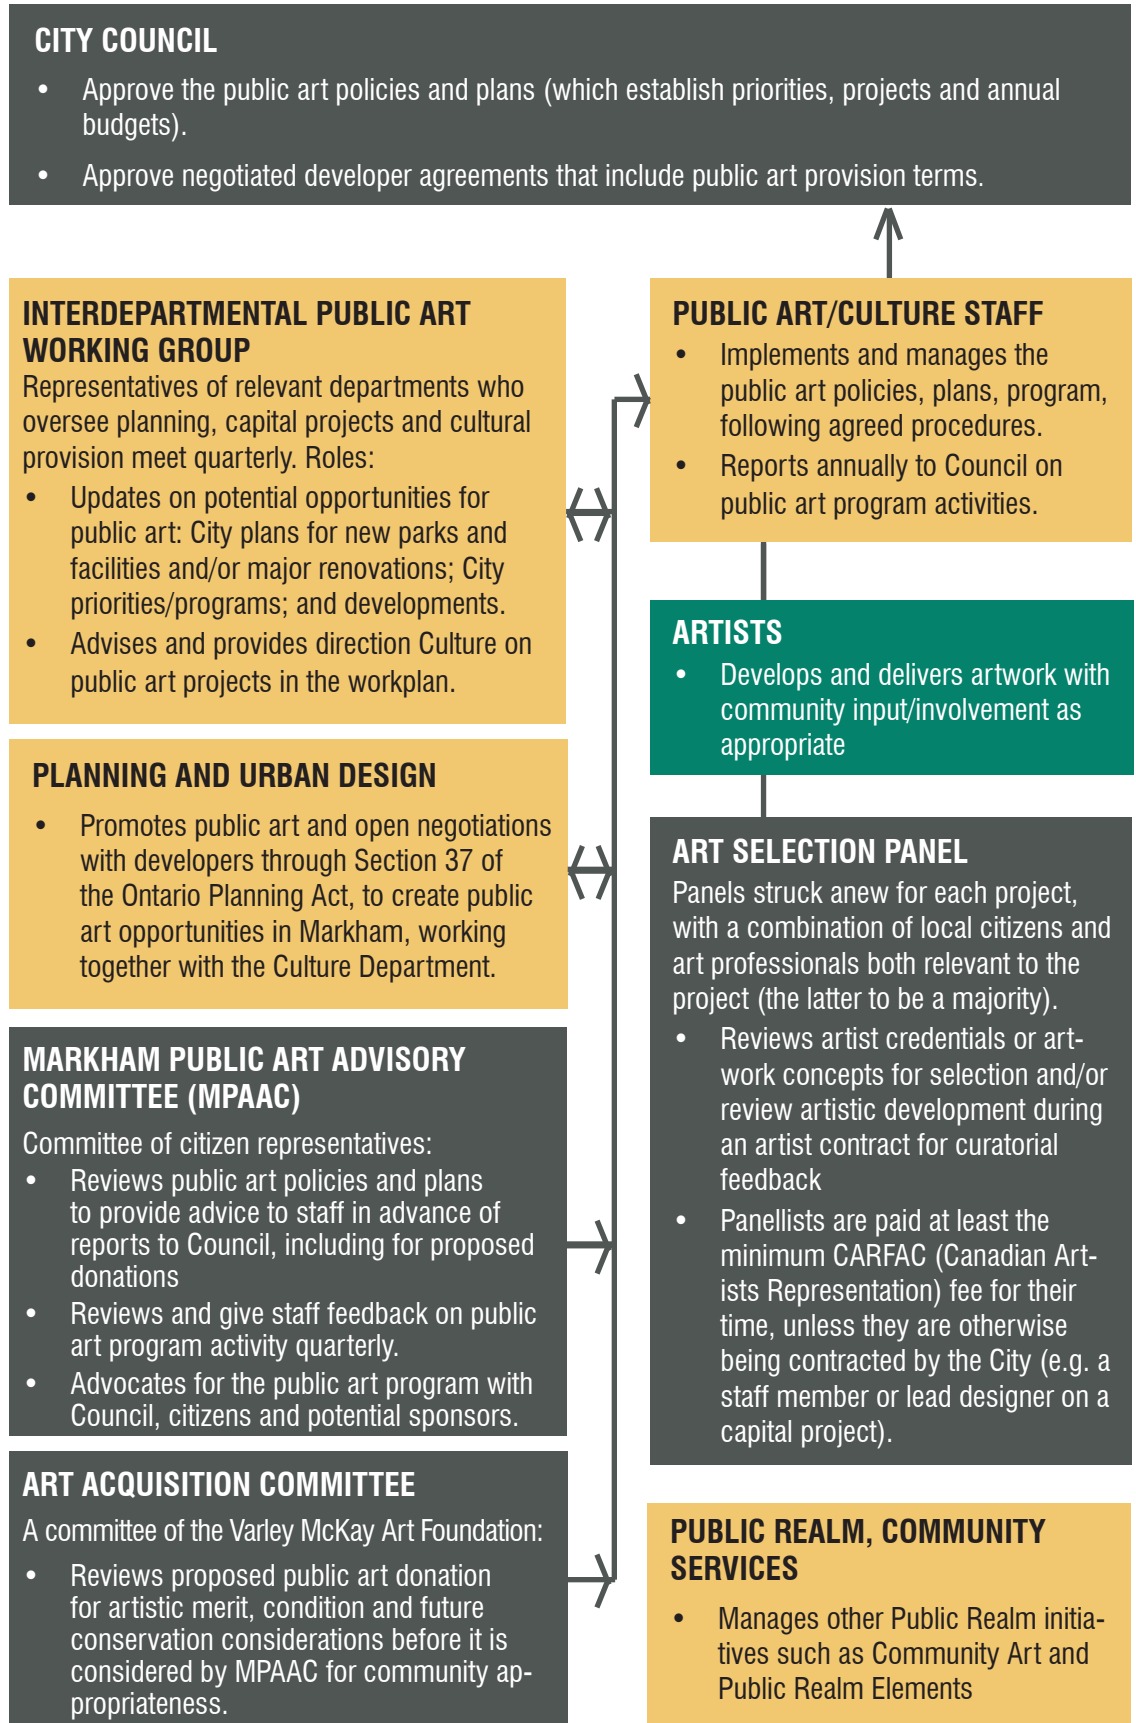 CITY COUNCIL
• Approve the public art policies and plans (which establish priorities, projects and annual
budgets).
• Approve negotiated developer agreements that include public art provision terms.
INTERDEPARTMENTAL PUBLIC ART
WORKING GROUP
Representatives of relevant departments who
oversee planning, capital projects and cultural
provision meet quarterly. Roles:
• Updates on potential opportunities for
public art: City plans for new parks and
facilities and/or major renovations; City
priorities/programs; and developments.
• Advises and provides direction Culture on
public art projects in the workplan.
PLANNING AND URBAN DESIGN
• Promotes public art and open negotiations
with developers through Section 37 of
the Ontario Planning Act, to create public
art opportunities in Markham, working
together with the Culture Department.
MARKHAM PUBLIC ART ADVISORY
COMMITTEE (MPAAC)
Committee of citizen representatives:
• Reviews public art policies and plans
to provide advice to staff in advance of
reports to Council, including for proposed
donations
• Reviews and give staff feedback on public
art program activity quarterly.
• Advocates for the public art program with
Council, citizens and potential sponsors.
ART ACQUISITION COMMITTEE
A committee of the Varley McKay Art Foundation:
• Reviews proposed public art donation
for artistic merit, condition and future
conservation considerations before it is
considered by MPAAC for community ap-
propriateness.
PUBLIC ART/CULTURE STAFF
• Implements and manages the
public art policies, plans, program,
following agreed procedures.
• Reports annually to Council on
public art program activities.
ARTISTS
• Develops and delivers artwork with
community input/involvement as
appropriate
ART SELECTION PANEL
Panels struck anew for each project,
with a combination of local citizens and
art professionals both relevant to the
project (the latter to be a majority).
• Reviews artist credentials or art-
work concepts for selection and/or
review artistic development during
an artist contract for curatorial
feedback
• Panellists are paid at least the
minimum CARFAC (Canadian Art-
ists Representation) fee for their
time, unless they are otherwise
being contracted by the City (e.g. a
staff member or lead designer on a
capital project).
PUBLIC REALM, COMMUNITY
SERVICES
• Manages other Public Realm initia-
tives such as Community Art and
Public Realm Elements